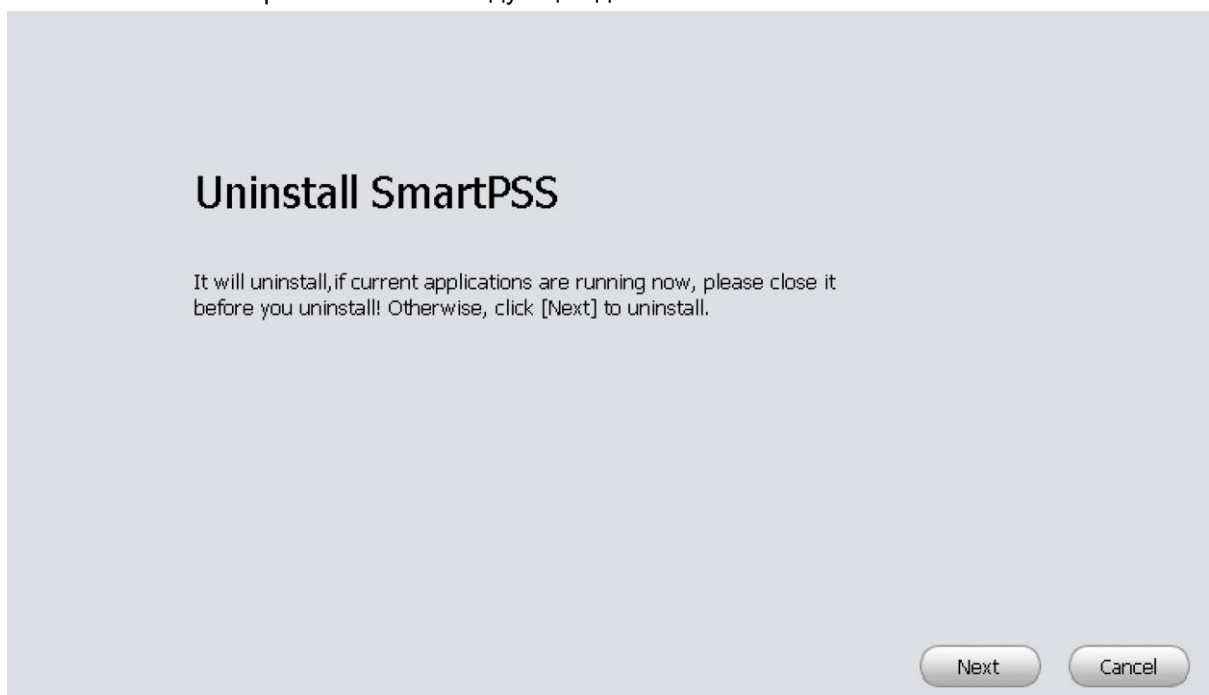 Uninstall SmartPSS
It will uninstall,if current applications are running now, please close it
before you uninstall! Otherwise, click [Next] to uninstall.
Next Cancel